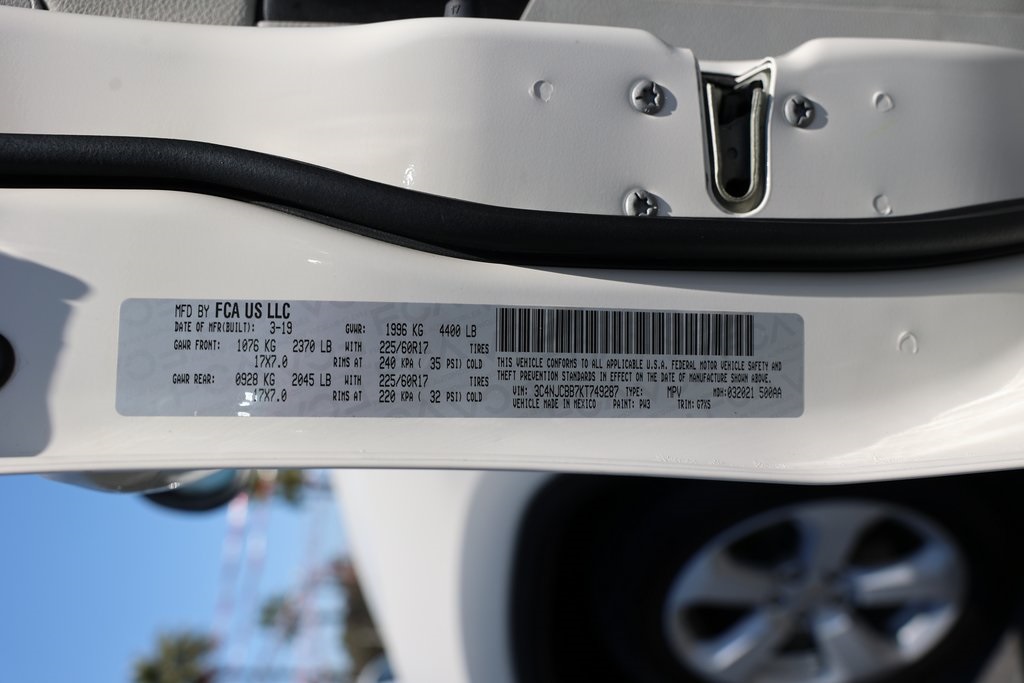 MFD BY FCA US LLC
DATE OF MFR(BUILT): 3-19 GVWR: 1996 KG 4400 LB
GAWR FRONT: 1076 KG 2370 LB WITH 225/60R17 TIRES
17X7.0 RIMS AT 240 KPA ( 35 PSI) COLD
GAWR REAR: 0928 KG 2045 LB WITH 225/60R17 TIRES
17X7.0 RIMS AT 220 KPA ( 32 PSI) COLD
THIS VEHICLE CONFORMS TO ALL APPLICABLE U.S.A. FEDERAL MOTOR VEHICLE SAFETY AND
THEFT PREVENTION STANDARDS IN EFFECT ON THE DATE OF MANUFACTURE SHOWN ABOVE.
VIN: 3C4NJCBB7KT749287 TYPE: MPV MDH:032021 500AA
VEHICLE MADE IN MEXICO PAINT: PW3 TRIM: G7X5